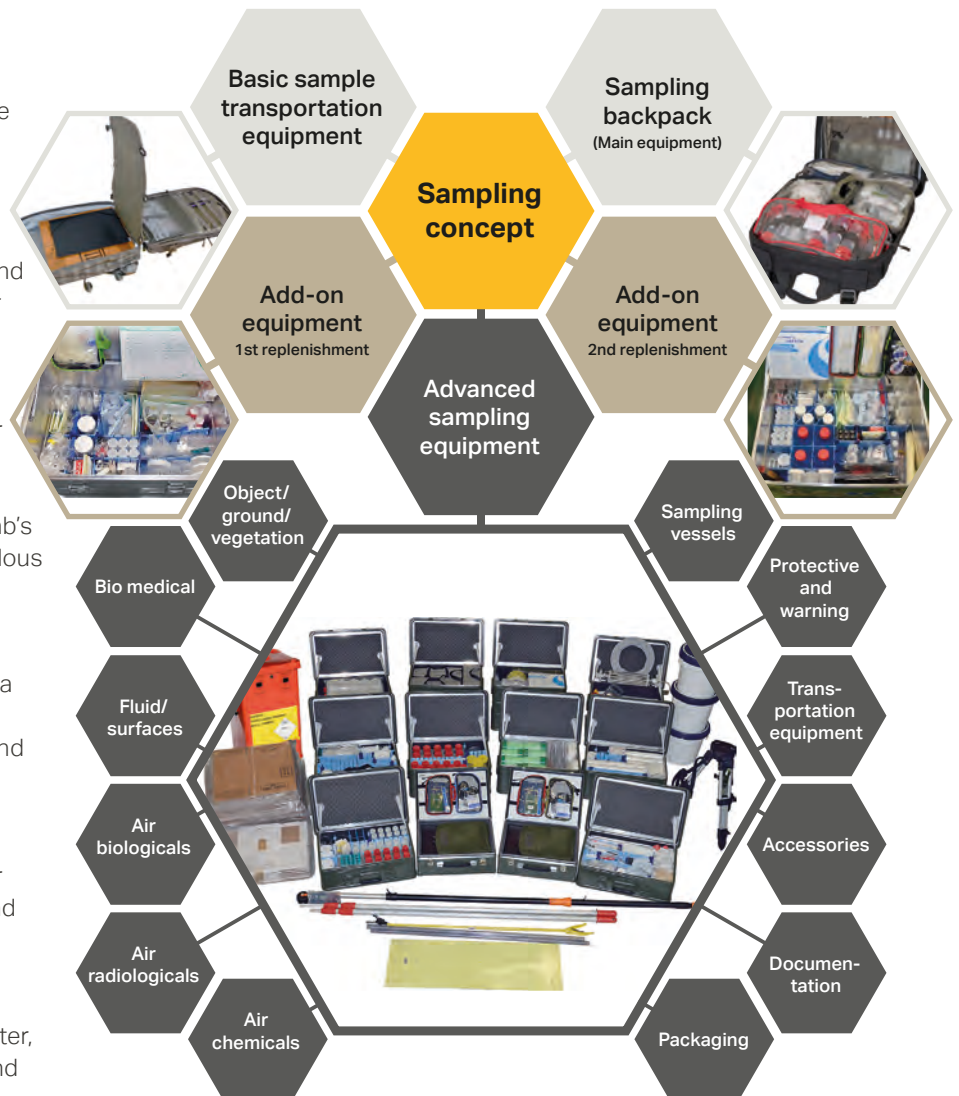 Basic sample
transportation
equipment
Sampling
backpack
(Main equipment)
Sampling
concept
Add-on
equipment
1st replenishment
Add-on
equipment
2nd replenishment
Advanced
sampling
equipment
Object/
ground/
vegetation
Sampling
vessels
Bio medical
Protective
and
warning
Fluid/
surfaces
Trans-
portation
equipment
Air
biologicals
Accessories
Air
radiologicals
Documen-
tation
Air
chemicals
Packaging
a
ter,